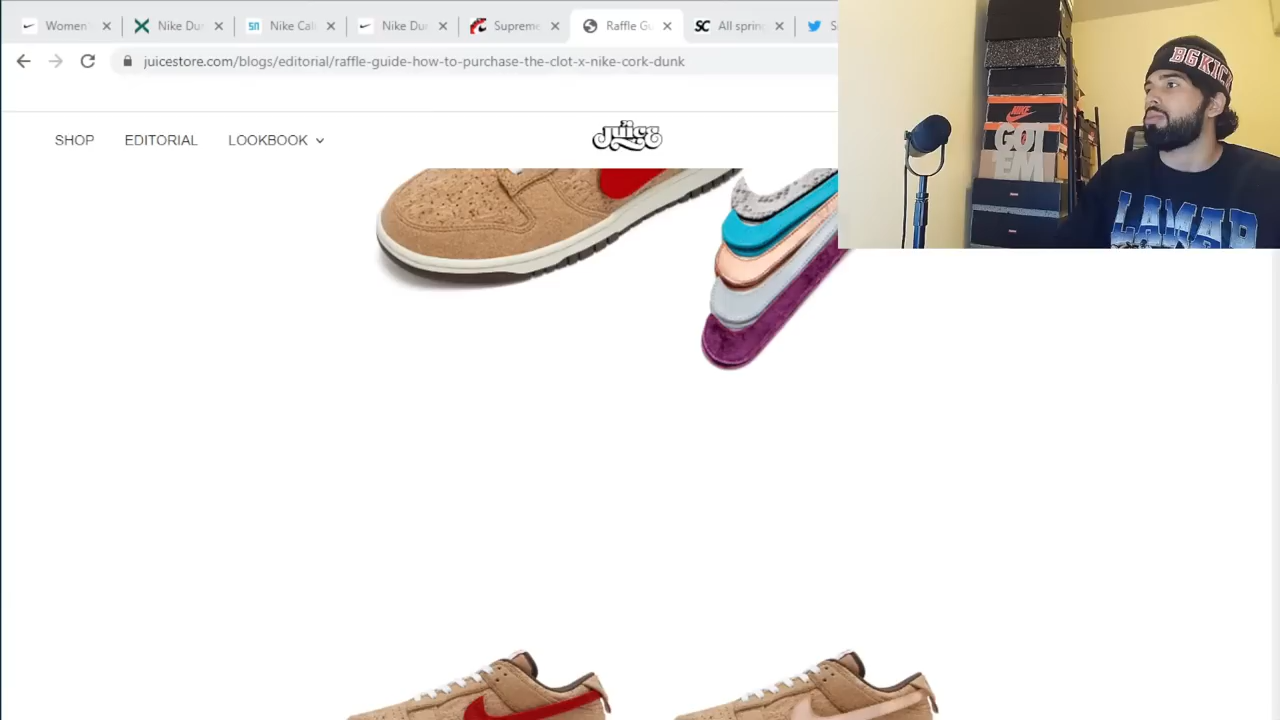 Women'
Nike Du
Nike Cal
Nike Du
Supreme
Raffle Gu
All sprin
S
juicestore.com/blogs/editorial/raffle-guide-how-to-purchase-the-clot-x-nike-cork-dunk
SHOP EDITORIAL LOOKBOOK
JUICE
NIKE
GOT
'EM
LAMAR